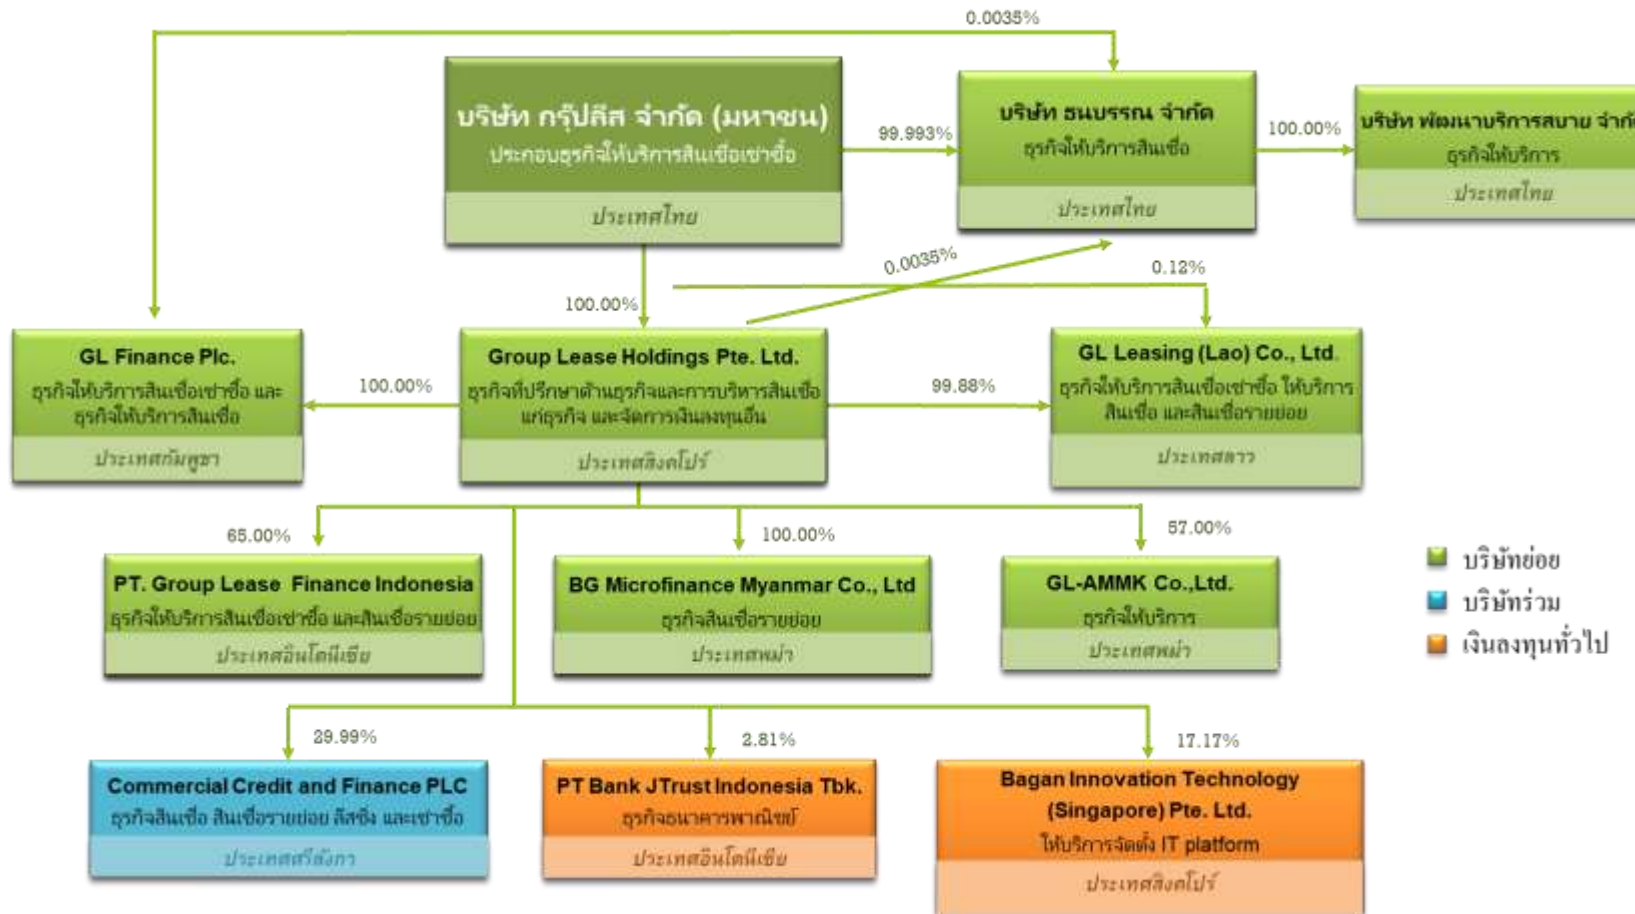 0.0035%
บริษัท กรุ๊ปลีส จำกัด (มหาชน)
ประกอบธุรกิจให้บริการสินเชื่อเช่าซื้อ
ประเทศไทย
99.993%
บริษัท ธนบรรณ จำกัด
ธุรกิจให้บริการสินเชื่อ
ประเทศไทย
100.00%
บริษัท พัฒนาบริการสบาย จำกัด
ธุรกิจให้บริการ
ประเทศไทย
100.00%
0.0035%
0.12%
GL Finance Plc.
ธุรกิจให้บริการสินเชื่อเช่าซื้อ และ
ธุรกิจให้บริการสินเชื่อ
ประเทศกัมพูชา
100.00%
Group Lease Holdings Pte. Ltd.
ธุรกิจที่ปรึกษาด้านธุรกิจและการบริหารสินเชื่อ
แก่ธุรกิจ และจัดการเงินลงทุนอื่น
ประเทศสิงคโปร์
99.88%
GL Leasing (Lao) Co., Ltd.
ธุรกิจให้บริการสินเชื่อเช่าซื้อ ให้บริการ
สินเชื่อ และสินเชื่อรายย่อย
ประเทศลาว
65.00%
100.00%
57.00%
PT. Group Lease Finance Indonesia
ธุรกิจให้บริการสินเชื่อเช่าซื้อ และสินเชื่อรายย่อย
ประเทศอินโดนีเซีย
BG Microfinance Myanmar Co., Ltd
ธุรกิจสินเชื่อรายย่อย
ประเทศพม่า
GL-AMMK Co.,Ltd.
ธุรกิจให้บริการ
ประเทศพม่า
บริษัทย่อย
บริษัทร่วม
เงินลงทุนทั่วไป
29.99%
2.81%
17.17%
Commercial Credit and Finance PLC
ธุรกิจสินเชื่อ สินเชื่อรายย่อย ลีสซิ่ง และเช่าซื้อ
ประเทศศรีลังกา
PT Bank JTrust Indonesia Tbk.
ธุรกิจธนาคารพาณิชย์
ประเทศอินโดนีเซีย
Bagan Innovation Technology
(Singapore) Pte. Ltd.
ให้บริการจัดตั้ง IT platform
ประเทศสิงคโปร์